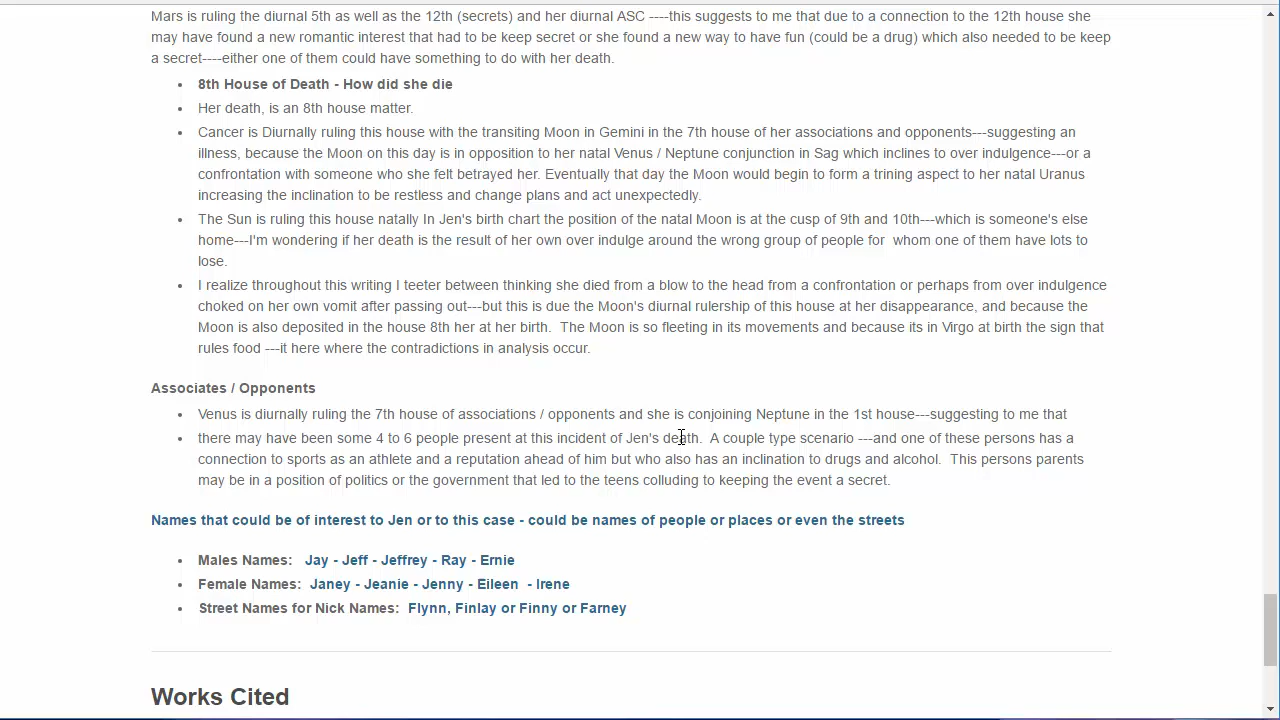 Mars is ruling the diurnal 5th as well as the 12th (secrets) and her diurnal ASC ----this suggests to me that due to a connection to the 12th house she
may have found a new romantic interest that had to be keep secret or she found a new way to have fun (could be a drug) which also needed to be keep
a secret----either one of them could have something to do with her death.
• 8th House of Death - How did she die
• Her death, is an 8th house matter.
• Cancer is Diurnally ruling this house with the transiting Moon in Gemini in the 7th house of her associations and opponents---suggesting an
illness, because the Moon on this day is in opposition to her natal Venus / Neptune conjunction in Sag which inclines to over indulgence---or a
confrontation with someone who she felt betrayed her. Eventually that day the Moon would begin to form a trining aspect to her natal Uranus
increasing the inclination to be restless and change plans and act unexpectedly.
• The Sun is ruling this house natally In Jen's birth chart the position of the natal Moon is at the cusp of 9th and 10th---which is someone's else
home---I'm wondering if her death is the result of her own over indulge around the wrong group of people for  whom one of them have lots to
lose.
• I realize throughout this writing I teeter between thinking she died from a blow to the head from a confrontation or perhaps from over indulgence
choked on her own vomit after passing out---but this is due the Moon's diurnal rulership of this house at her disappearance, and because the
Moon is also deposited in the house 8th her at her birth.  The Moon is so fleeting in its movements and because its in Virgo at birth the sign that
rules food ---it here where the contradictions in analysis occur.
Associates / Opponents
• Venus is diurnally ruling the 7th house of associations / opponents and she is conjoining Neptune in the 1st house---suggesting to me that
• there may have been some 4 to 6 people present at this incident of Jen's death.  A couple type scenario ---and one of these persons has a
connection to sports as an athlete and a reputation ahead of him but who also has an inclination to drugs and alcohol.  This persons parents
may be in a position of politics or the government that led to the teens colluding to keeping the event a secret.
Names that could be of interest to Jen or to this case - could be names of people or places or even the streets
• Males Names:   Jay - Jeff - Jeffrey - Ray - Ernie
• Female Names:  Janey - Jeanie - Jenny - Eileen  - Irene
• Street Names for Nick Names:  Flynn, Finlay or Finny or Farney
Works Cited